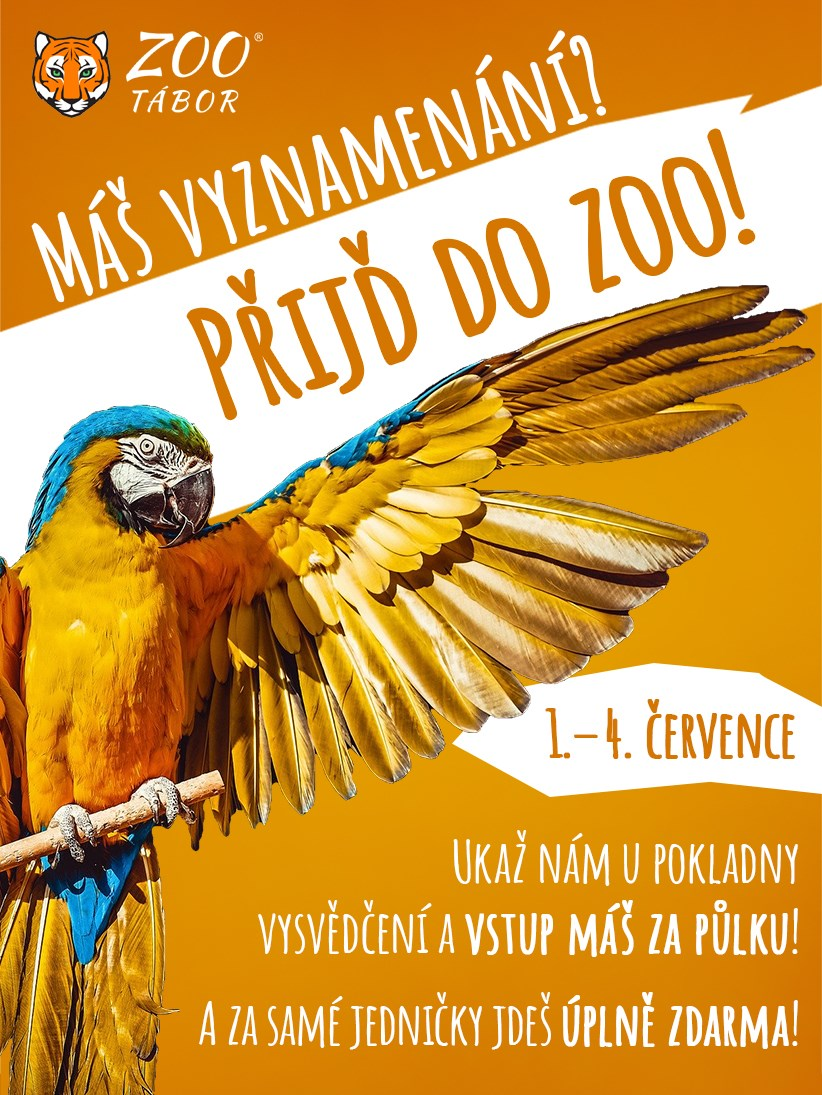 ZOO®
TÁBOR
MÁŠ VYZNAMENÁNÍ?
PŘIJĎ DO ZOO!
1.–4. ČERVENCE
UKAŽ NÁM U POKLADNY
VYSVĚDČENÍ A VSTUP MÁŠ ZA PŮLKU!
A ZA SAMÉ JEDNIČKY JDEŠ ÚPLNĚ ZDARMA!